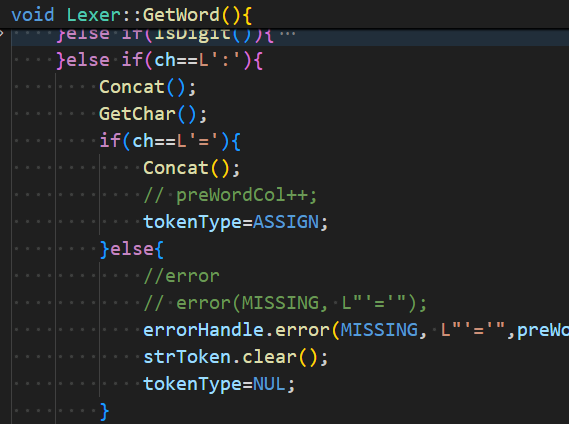 void Lexer::GetWord(){
}else if(IsDigit()){ ...
}else if(ch==L':'){
Concat();
GetChar();
if(ch==L'='){
Concat();
// preWordCol++;
tokenType=ASSIGN;
}else{
//error
// error(MISSING, L"'='");
errorHandle.error(MISSING, L"'='",preWo
strToken.clear();
tokenType=NUL;
}